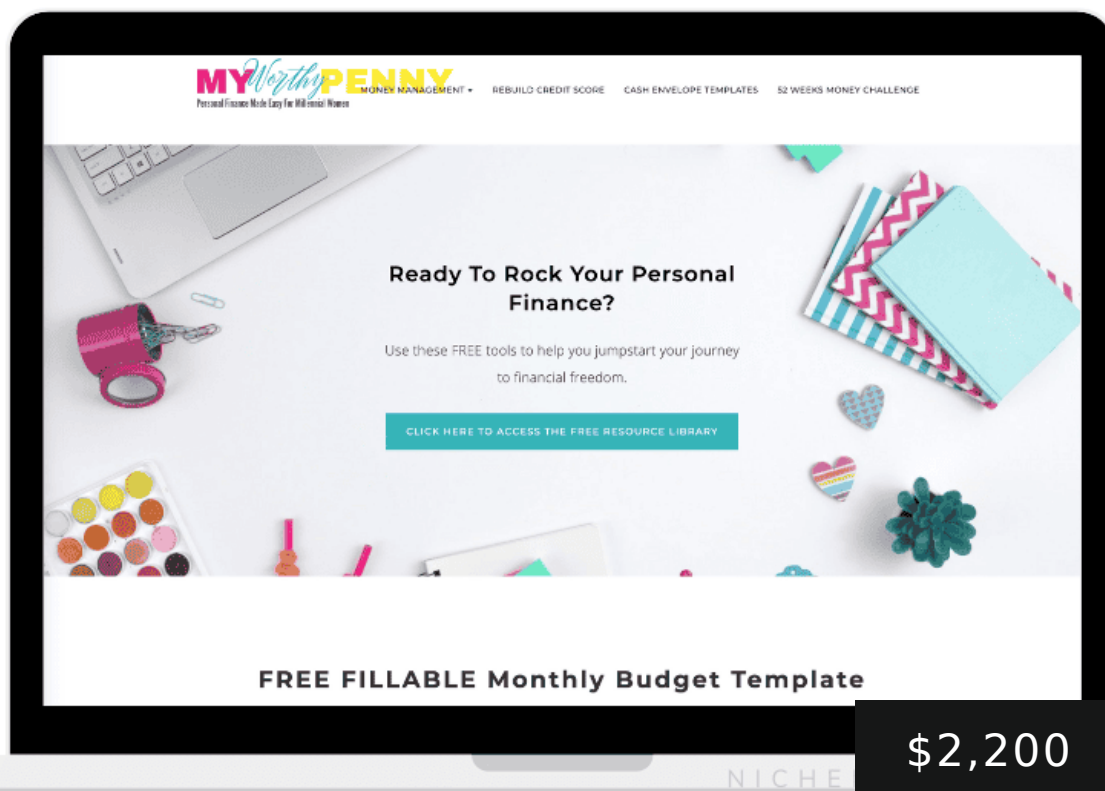 MY Worthy PENNY
Personal Finance Made Easy For Millennial Women
MONEY MANAGEMENT
REBUILD CREDIT SCORE
CASH ENVELOPE TEMPLATES
52 WEEKS MONEY CHALLENGE
Ready To Rock Your Personal
Finance?
Use these FREE tools to help you jumpstart your journey
to financial freedom.
CLICK HERE TO ACCESS THE FREE RESOURCE LIBRARY
FREE FILLABLE Monthly Budget Template
$2,200